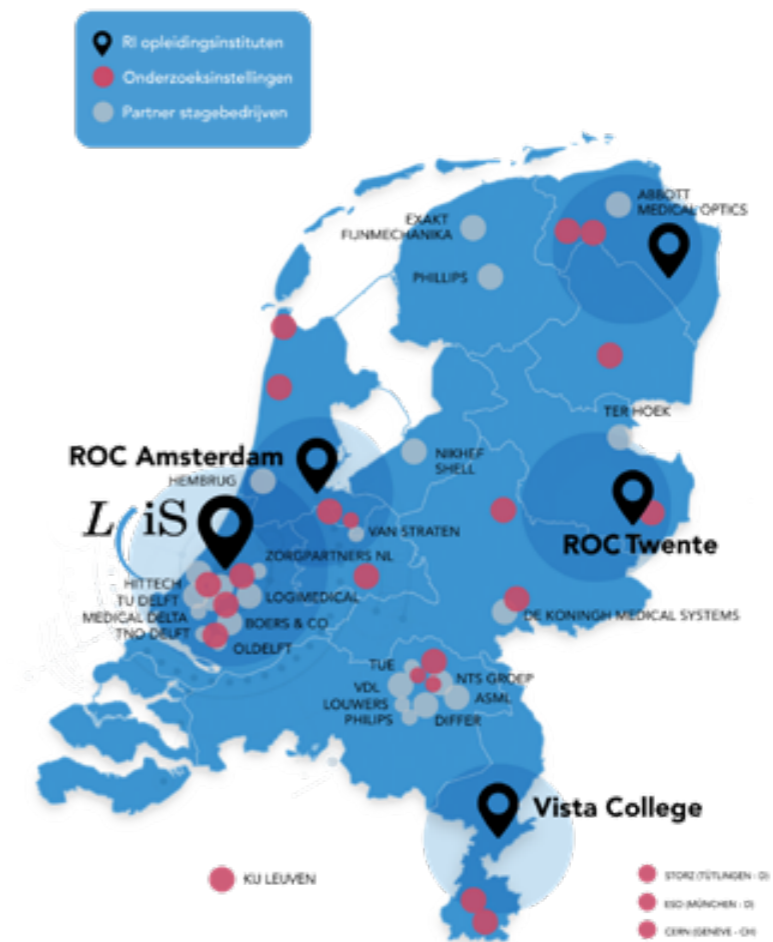 RI opleidingsinstituten
Onderzoeksinstellingen
Partner stagebedrijven
ABBOTT
MEDICAL OPTICS
EXAKT
FIJNMECHANIKA
PHILLIPS
TER HOEK
ROC Amsterdam
NIKHEF
SHELL
HEMBRUG
LiS
VAN STRATEN
ROC Twente
ZORGPARTNERS NL
HITTECH
TU DELFT
MEDICAL DELTA
TNO DELFT
LOGIMEDICAL
BOERS & CO
OLDELFT
DE KONINGH MEDICAL SYSTEMS
TUE
VDL
LOUWERS
PHILIPS
NTS GROEP
ASML
DIFFER
Vista College
KU LEUVEN
STORZ (TÜTLINGEN - D)
ESO (MÜNCHEN - D)
CERN (GENEVE - CH)